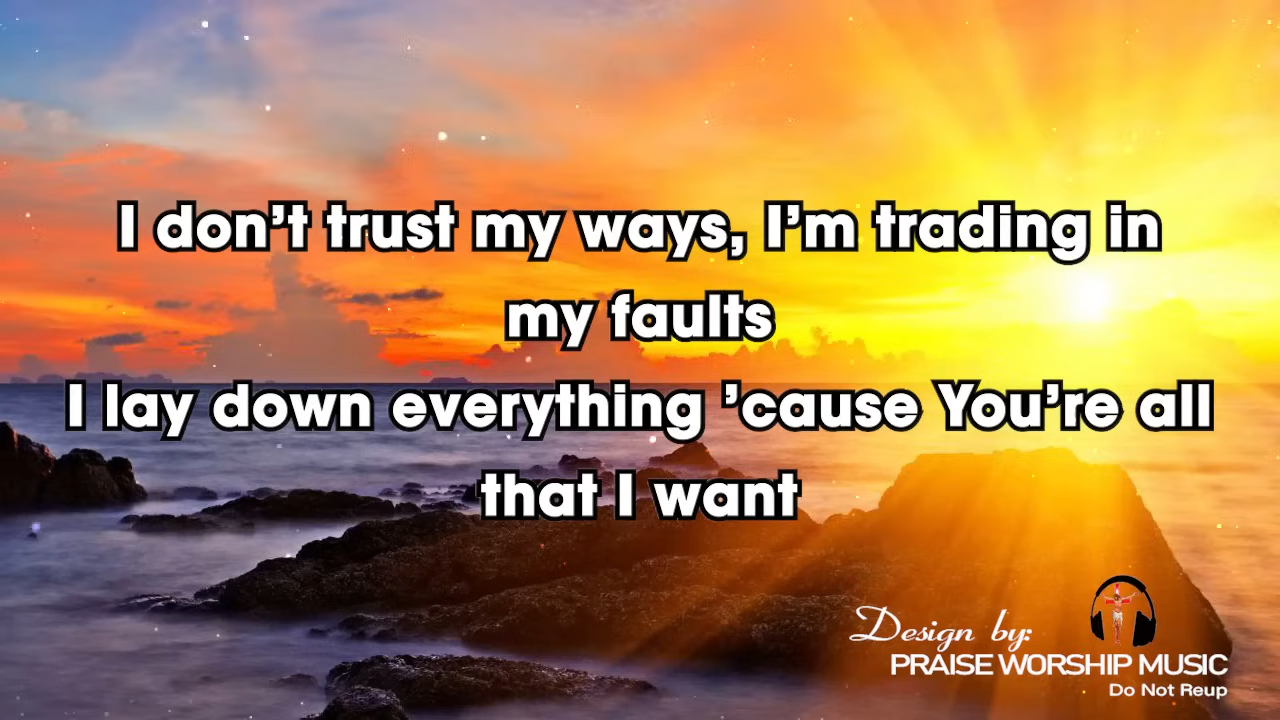 I don’t trust my ways, I’m trading in
my faults
I lay down everything ’cause You’re all
that I want
Design by:
PRAISE WORSHIP MUSIC
Do Not Reup